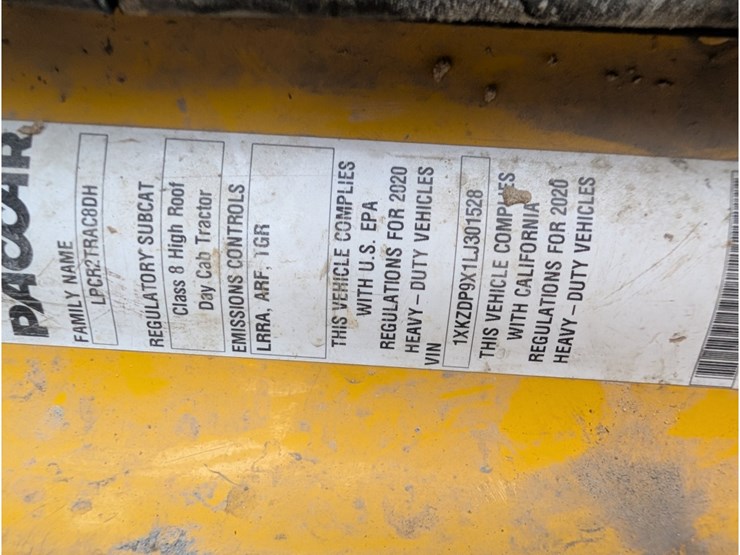 PACCAR
FAMILY NAME
LPCR2TRAC8DH
REGULATORY SUBCAT
Class 8 High Roof
Day Cab Tractor
EMISSIONS CONTROLS
LRRA, ARF, TGR
THIS VEHICLE COMPLIES
WITH U.S. EPA
REGULATIONS FOR 2020
HEAVY – DUTY VEHICLES
VIN
1XKZDP9X1LJ301528
THIS VEHICLE COMPLIES
WITH CALIFORNIA
REGULATIONS FOR 2020
HEAVY – DUTY VEHICLES